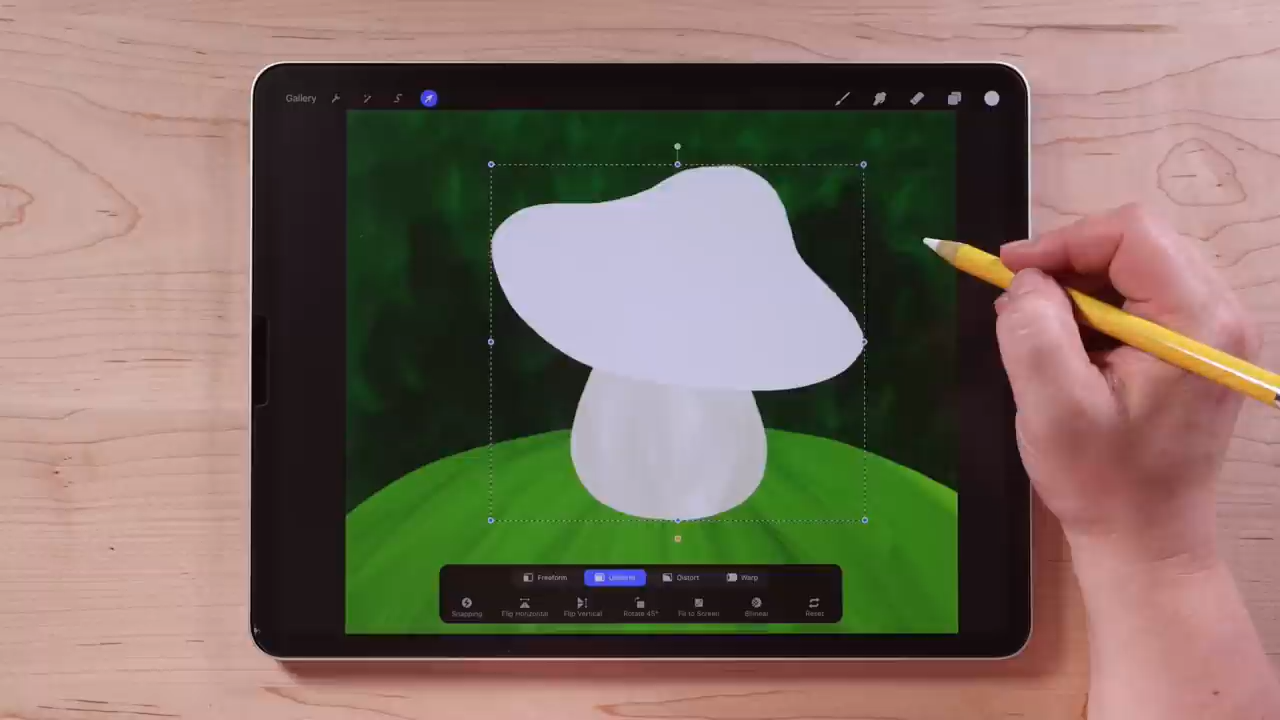 Gallery
Freeform Uniform Distort Warp
Snapping Flip Horizontal Flip Vertical Rotate 45° Fit to Screen Bilinear Reset